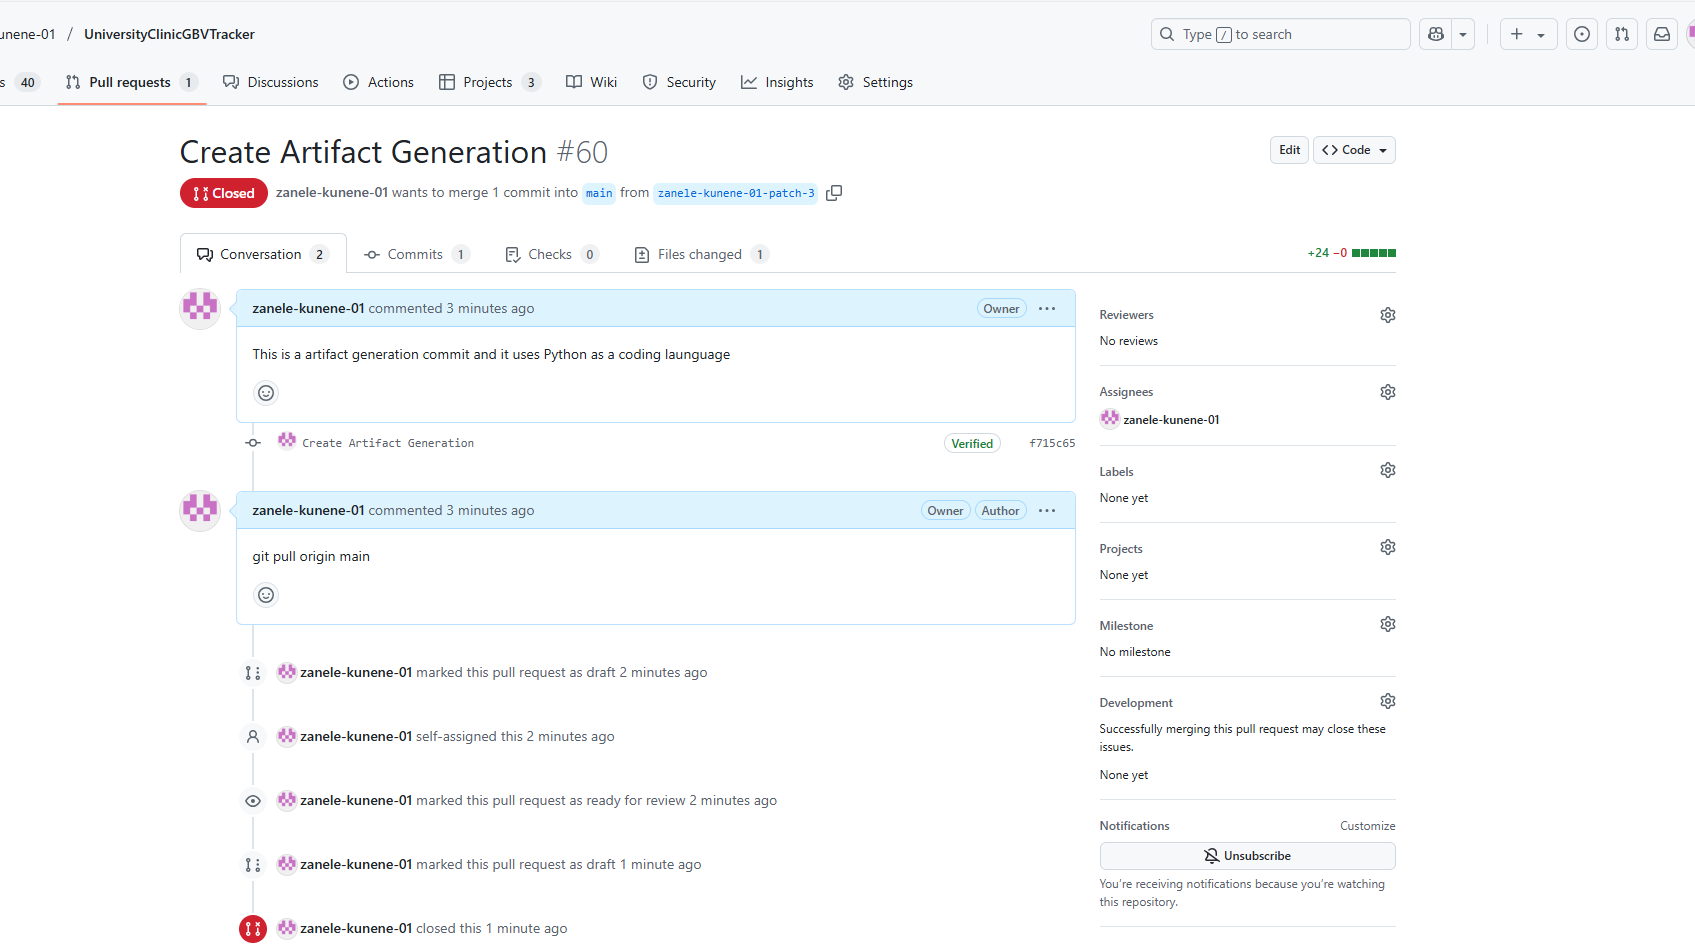 unene-01 / UniversityClinicGBVTracker
Type / to search
s 40 Pull requests 1 Discussions Actions Projects 3 Wiki Security Insights Settings
Create Artifact Generation #60
Edit
Code
Closed zanele-kunene-01 wants to merge 1 commit into main from zanele-kunene-01-patch-3
Conversation 2 Commits 1 Checks 0 Files changed 1
+24 −0
zanele-kunene-01 commented 3 minutes ago
Owner
This is a artifact generation commit and it uses Python as a coding launguage
Create Artifact Generation
Verified
f715c65
zanele-kunene-01 commented 3 minutes ago
Owner Author
git pull origin main
zanele-kunene-01 marked this pull request as draft 2 minutes ago
zanele-kunene-01 self-assigned this 2 minutes ago
zanele-kunene-01 marked this pull request as ready for review 2 minutes ago
zanele-kunene-01 marked this pull request as draft 1 minute ago
zanele-kunene-01 closed this 1 minute ago
Reviewers
No reviews
Assignees
zanele-kunene-01
Labels
None yet
Projects
None yet
Milestone
No milestone
Development
Successfully merging this pull request may close these
issues.
None yet
Notifications
Customize
Unsubscribe
You're receiving notifications because you're watching
this repository.